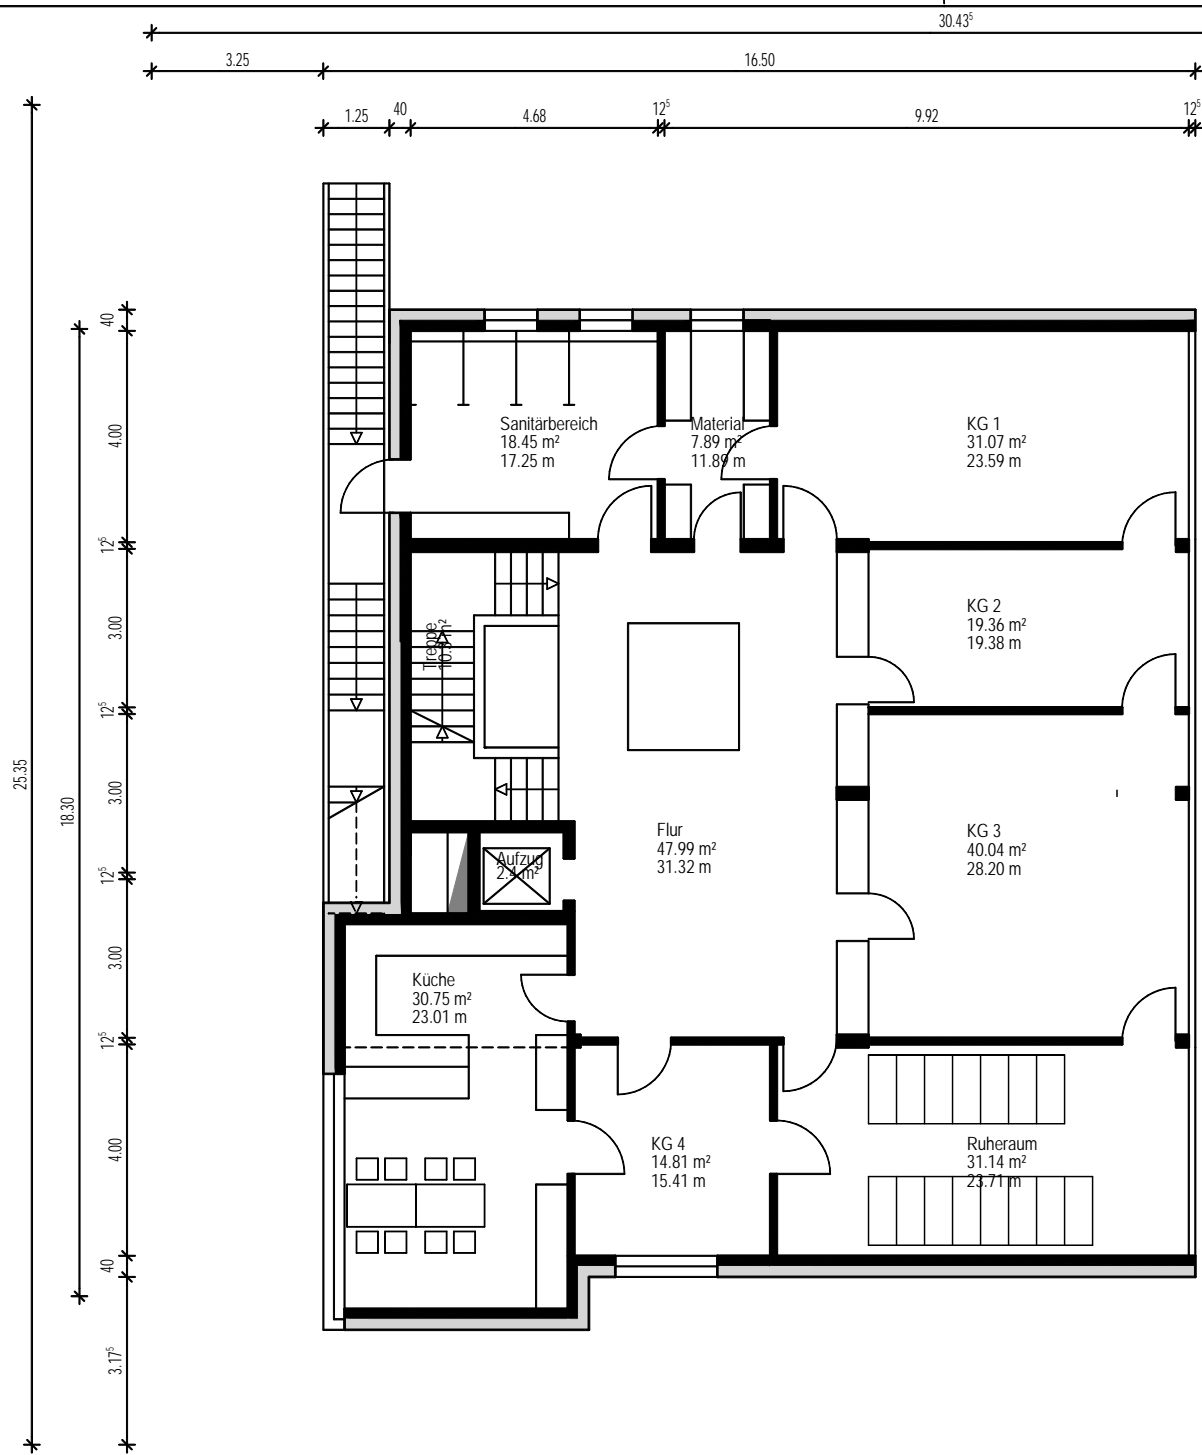 30.43⁵
3.25
16.50
1.25
40
4.68
12⁵
9.92
12⁵
25.35
18.30
40
4.00
12⁵
3.00
12⁵
3.00
12⁵
3.00
12⁵
4.00
40
3.17⁵
Sanitärbereich
18.45 m²
17.25 m
Material
7.89 m²
11.89 m
KG 1
31.07 m²
23.59 m
KG 2
19.36 m²
19.38 m
Treppe
Flur
47.99 m²
31.32 m
KG 3
40.04 m²
28.20 m
Aufzug
2.4 m²
Küche
30.75 m²
23.01 m
KG 4
14.81 m²
15.41 m
Ruheraum
31.14 m²
23.71 m